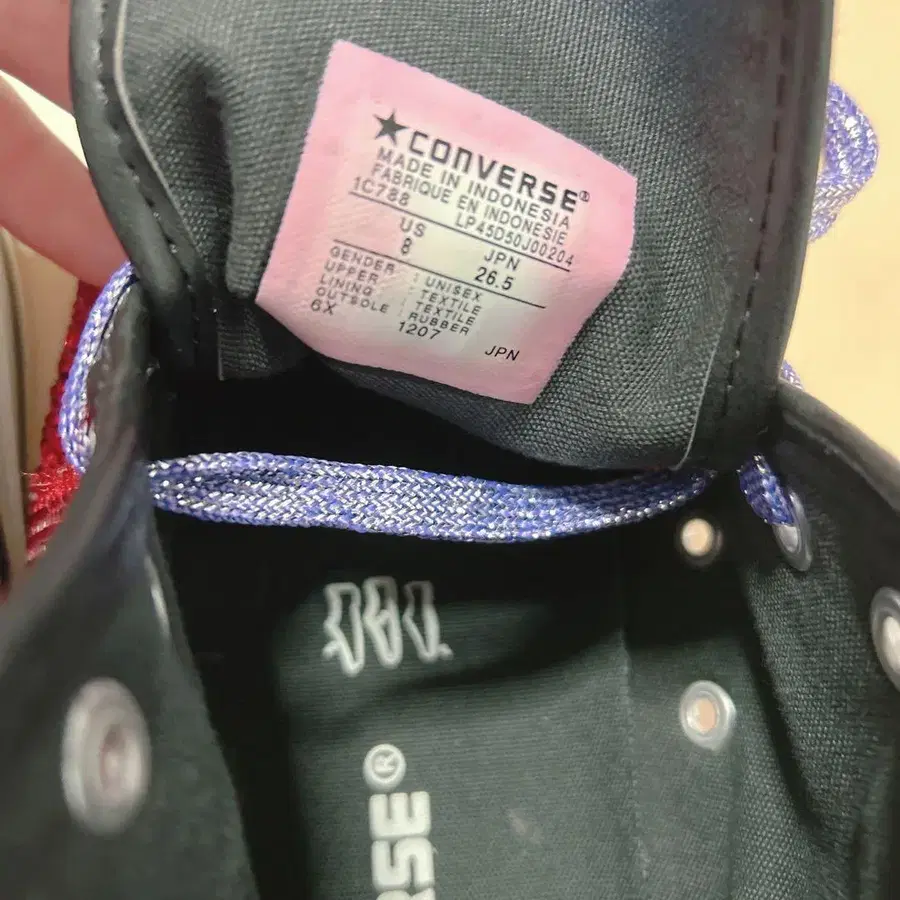 ★CONVERSE®
MADE IN INDONESIA
FABRIQUE EN INDONESIE
1C788 LP45D50J00204
US JPN
8 26.5
GENDER : UNISEX
UPPER : TEXTILE
LINING : TEXTILE
OUTSOLE : RUBBER
6X 1207 JPN
RSE®